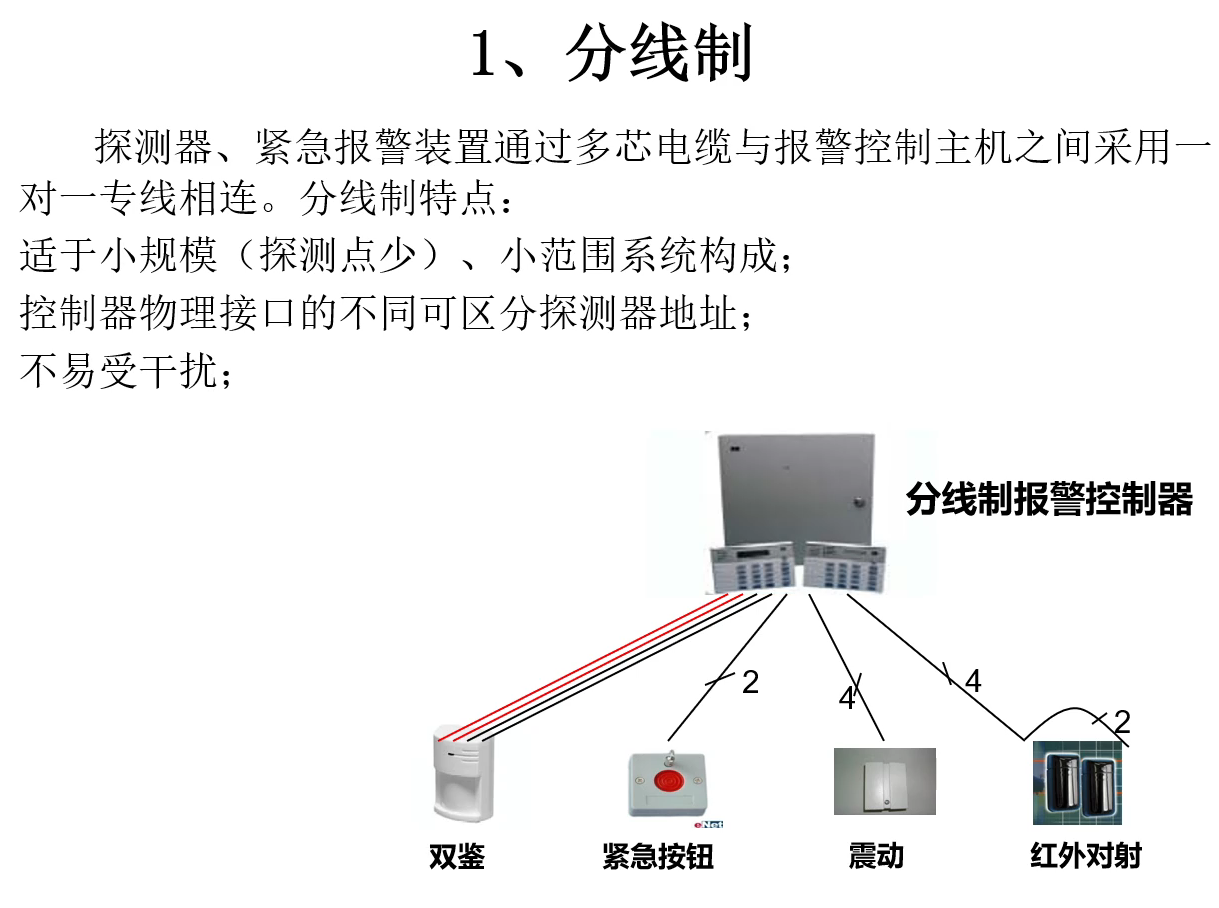 1、分线制
探测器、紧急报警装置通过多芯电缆与报警控制主机之间采用一
对一专线相连。分线制特点：
适于小规模（探测点少）、小范围系统构成；
控制器物理接口的不同可区分探测器地址；
不易受干扰；
分线制报警控制器
2
4
4
2
eNet
双鉴
紧急按钮
震动
红外对射